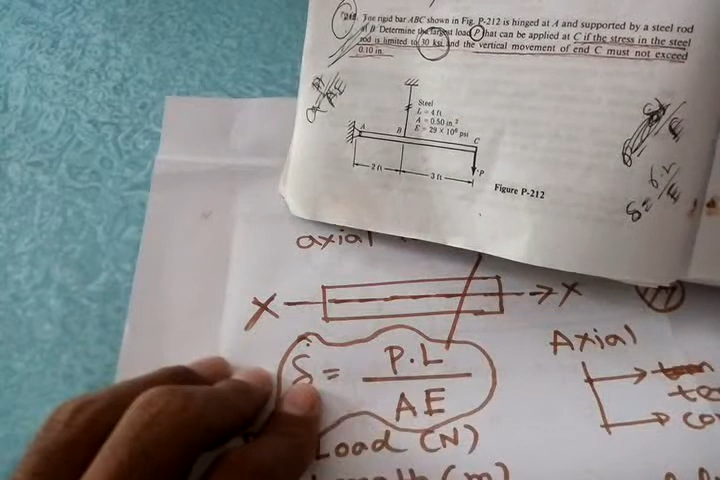 212. The rigid bar ABC shown in Fig. P-212 is hinged at A and supported by a steel rod
at B. Determine the largest load P that can be applied at C if the stress in the steel
rod is limited to 30 ksi and the vertical movement of end C must not exceed
0.10 in.
P/AE
Steel
L = 4 ft
A = 0.50 in.²
E = 29 × 10⁶ psi
A
B
C
2 ft
3 ft
P
Figure P-212
δ = σ.L/E
axial
X
X
δ = P.L/AE
Axial
Load (N)
(m)